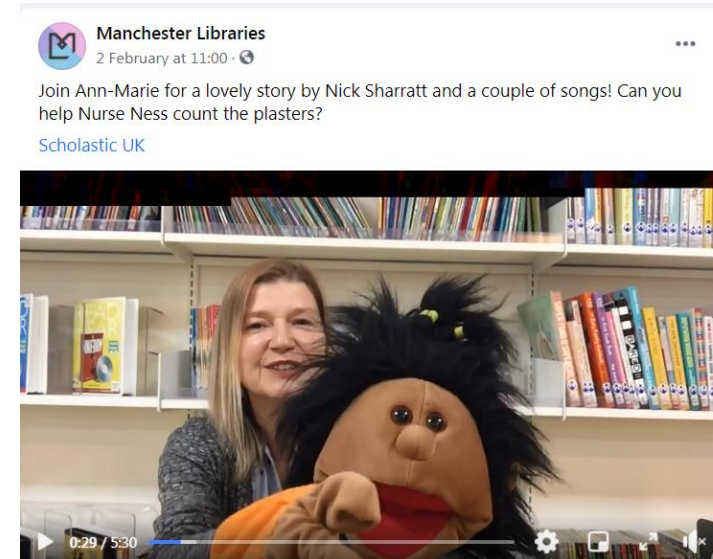 Manchester Libraries
2 February at 11:00 ·
Join Ann-Marie for a lovely story by Nick Sharratt and a couple of songs! Can you
help Nurse Ness count the plasters?
Scholastic UK
0:29 / 5:30